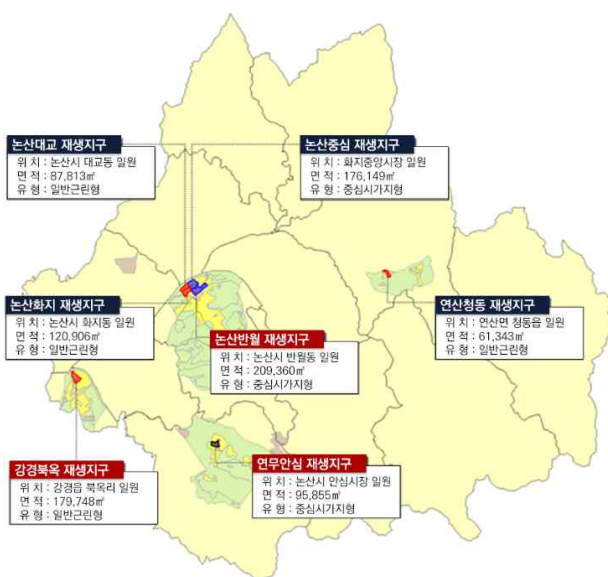 논산대교 재생지구
위 치 : 논산시 대교동 일원
면 적 : 87,813㎡
유 형 : 일반근린형
논산중심 재생지구
위 치 : 화지중앙시장 일원
면 적 : 176,149㎡
유 형 : 중심시가지형
논산화지 재생지구
위 치 : 논산시 화지동 일원
면 적 : 120,906㎡
유 형 : 일반근린형
논산반월 재생지구
위 치 : 논산시 반월동 일원
면 적 : 209,360㎡
유 형 : 중심시가지형
연산청동 재생지구
위 치 : 연산면 청동읍 일원
면 적 : 61,343㎡
유 형 : 일반근린형
강경북옥 재생지구
위 치 : 강경읍 북옥리 일원
면 적 : 179,748㎡
유 형 : 일반근린형
연무안심 재생지구
위 치 : 논산시 안심시장 일원
면 적 : 95,855㎡
유 형 : 중심시가지형